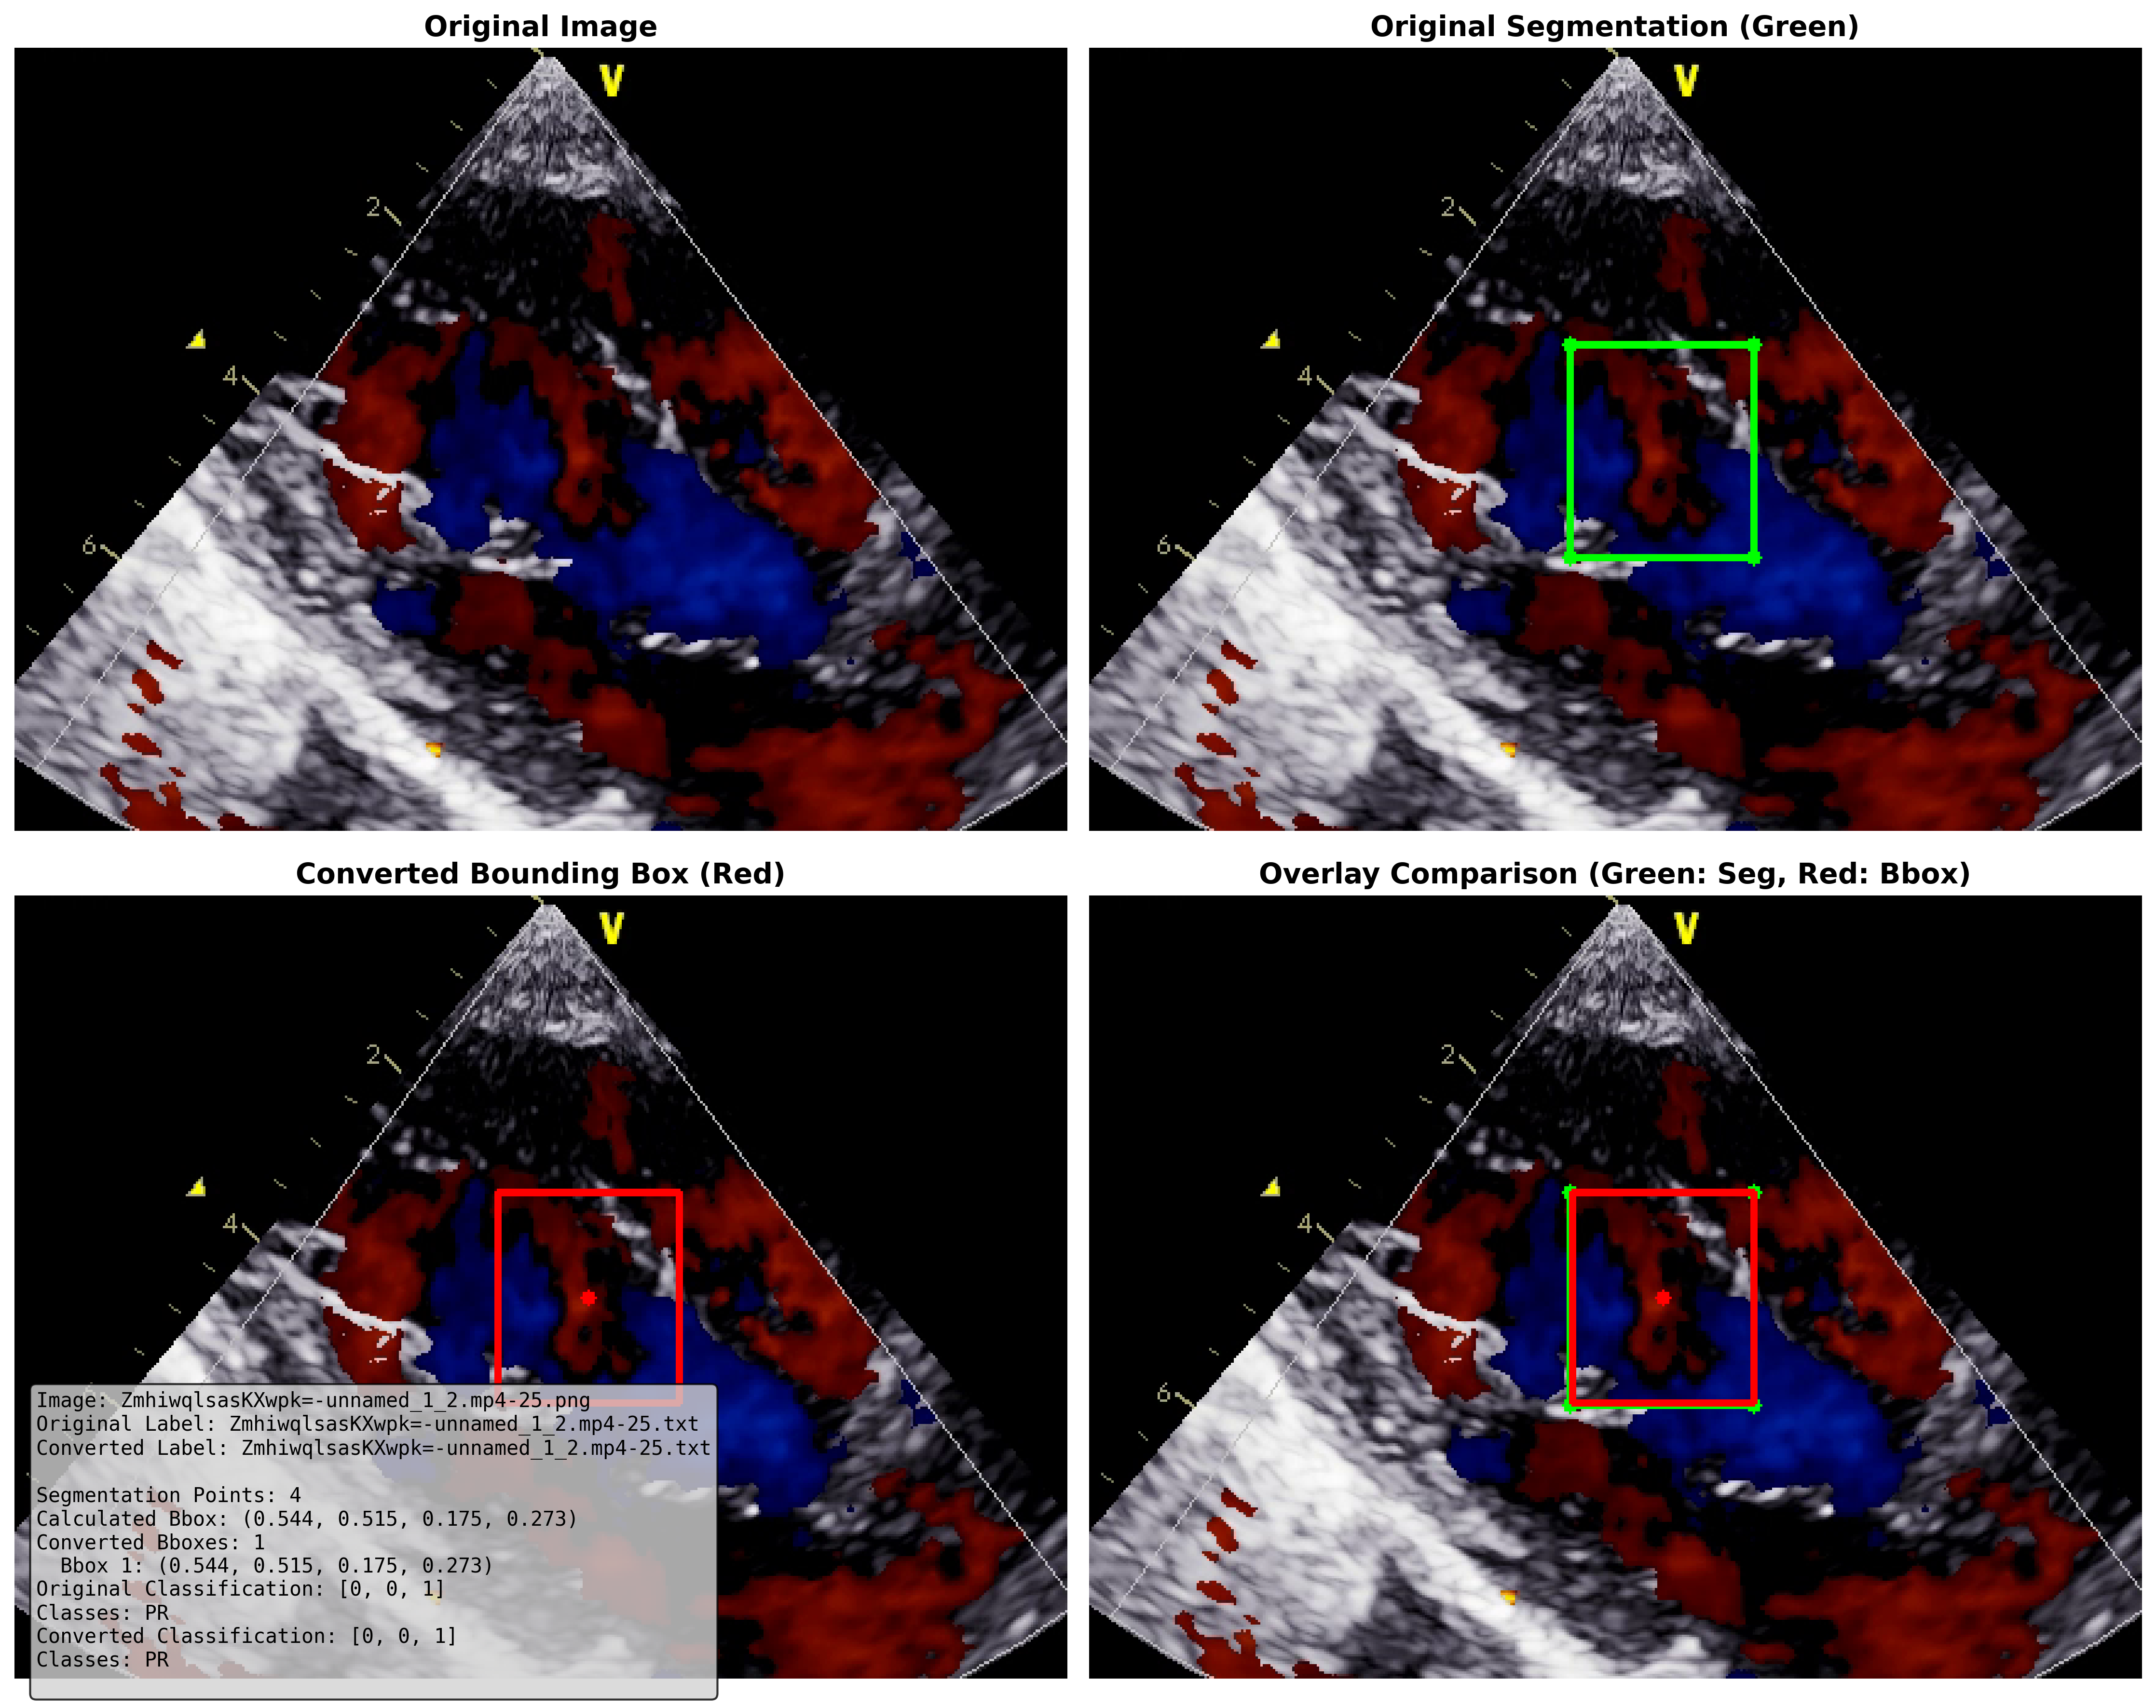 Original Image
Original Segmentation (Green)
V
2
4
6
V
2
4
6
Converted Bounding Box (Red)
Overlay Comparison (Green: Seg, Red: Bbox)
V
2
4
V
2
4
6
Image: ZmhiwqlsasKXwpk=-unnamed_1_2.mp4-25.png
Original Label: ZmhiwqlsasKXwpk=-unnamed_1_2.mp4-25.txt
Converted Label: ZmhiwqlsasKXwpk=-unnamed_1_2.mp4-25.txt
Segmentation Points: 4
Calculated Bbox: (0.544, 0.515, 0.175, 0.273)
Converted Bboxes: 1
Bbox 1: (0.544, 0.515, 0.175, 0.273)
Original Classification: [0, 0, 1]
Classes: PR
Converted Classification: [0, 0, 1]
Classes: PR